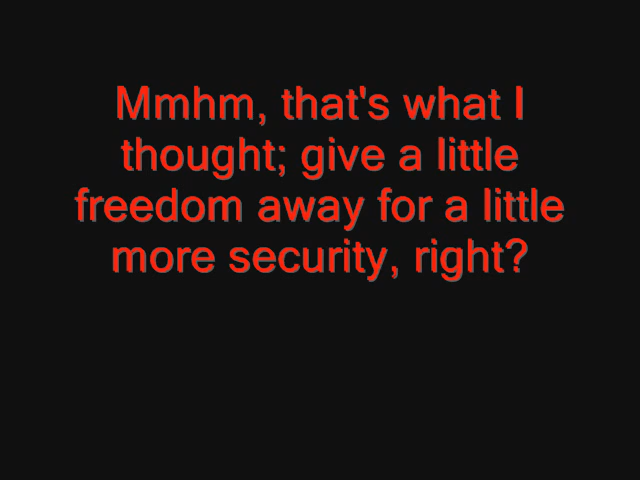 Mmhm, that's what I
thought; give a little
freedom away for a little
more security, right?